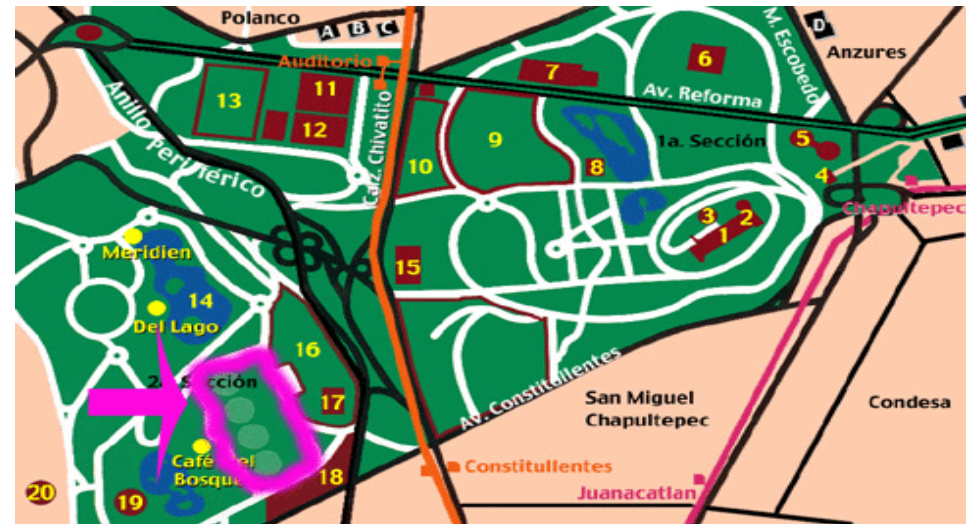 Polanco
A B C
D
Anzures
M. Escobedo
Auditorio
6
7
Av. Reforma
11
13
12
Anillo Periférico
Calz. Chivatito
10
9
8
1a. Sección
5
4
Chapultepec
3
2
1
Meridien
15
14
Del Lago
16
2a Sección
17
Av. Constitullentes
San Miguel
Chapultepec
Condesa
Café del
Bosque
18
Constitullentes
Juanacatlan
20
19